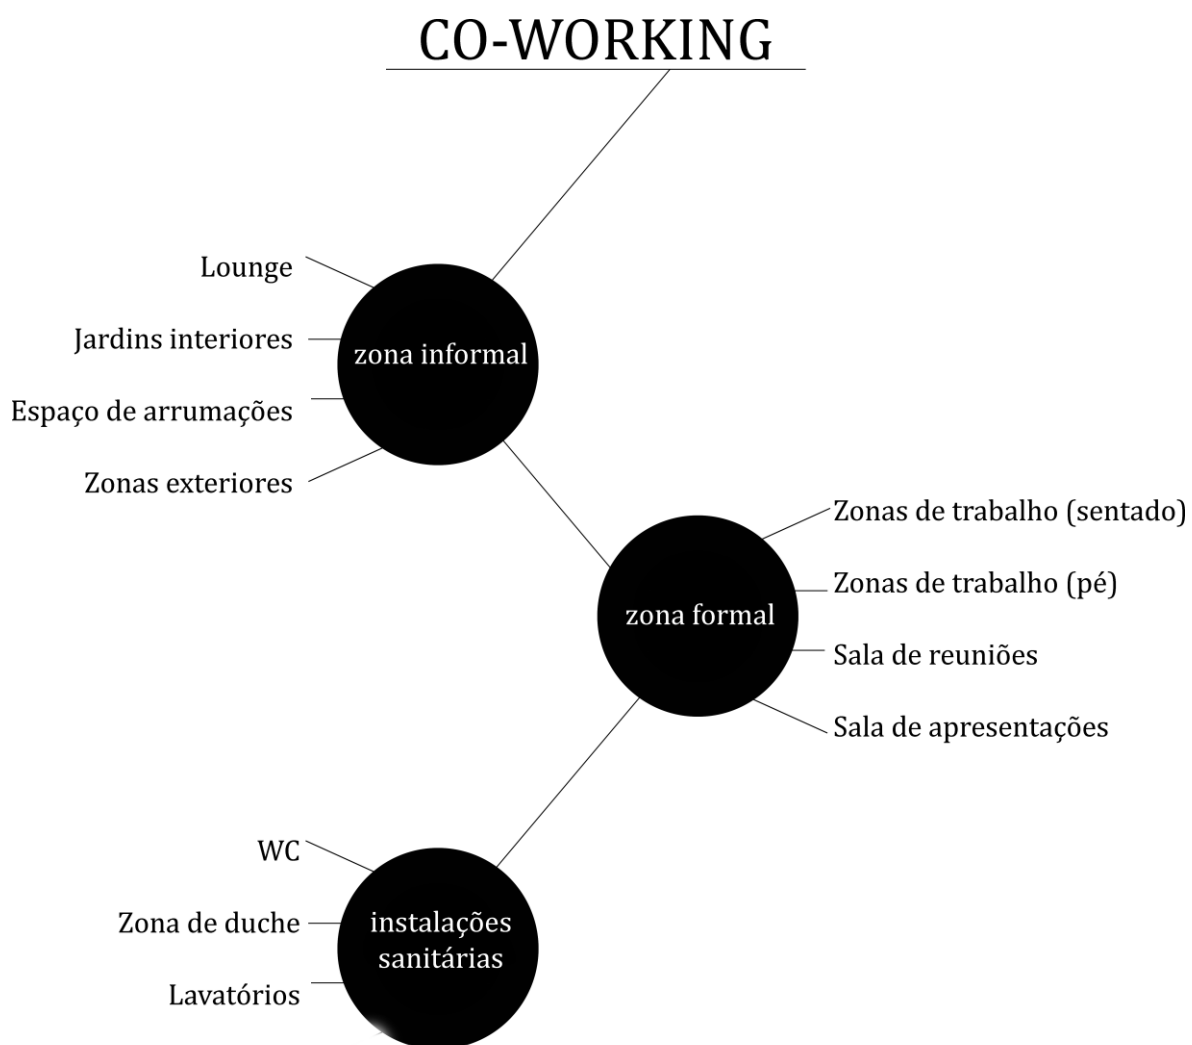 CO-WORKING
Lounge
Jardins interiores
zona informal
Espaço de arrumações
Zonas exteriores
Zonas de trabalho (sentado)
Zonas de trabalho (pé)
zona formal
Sala de reuniões
Sala de apresentações
WC
Zona de duche
instalações
sanitárias
Lavatórios